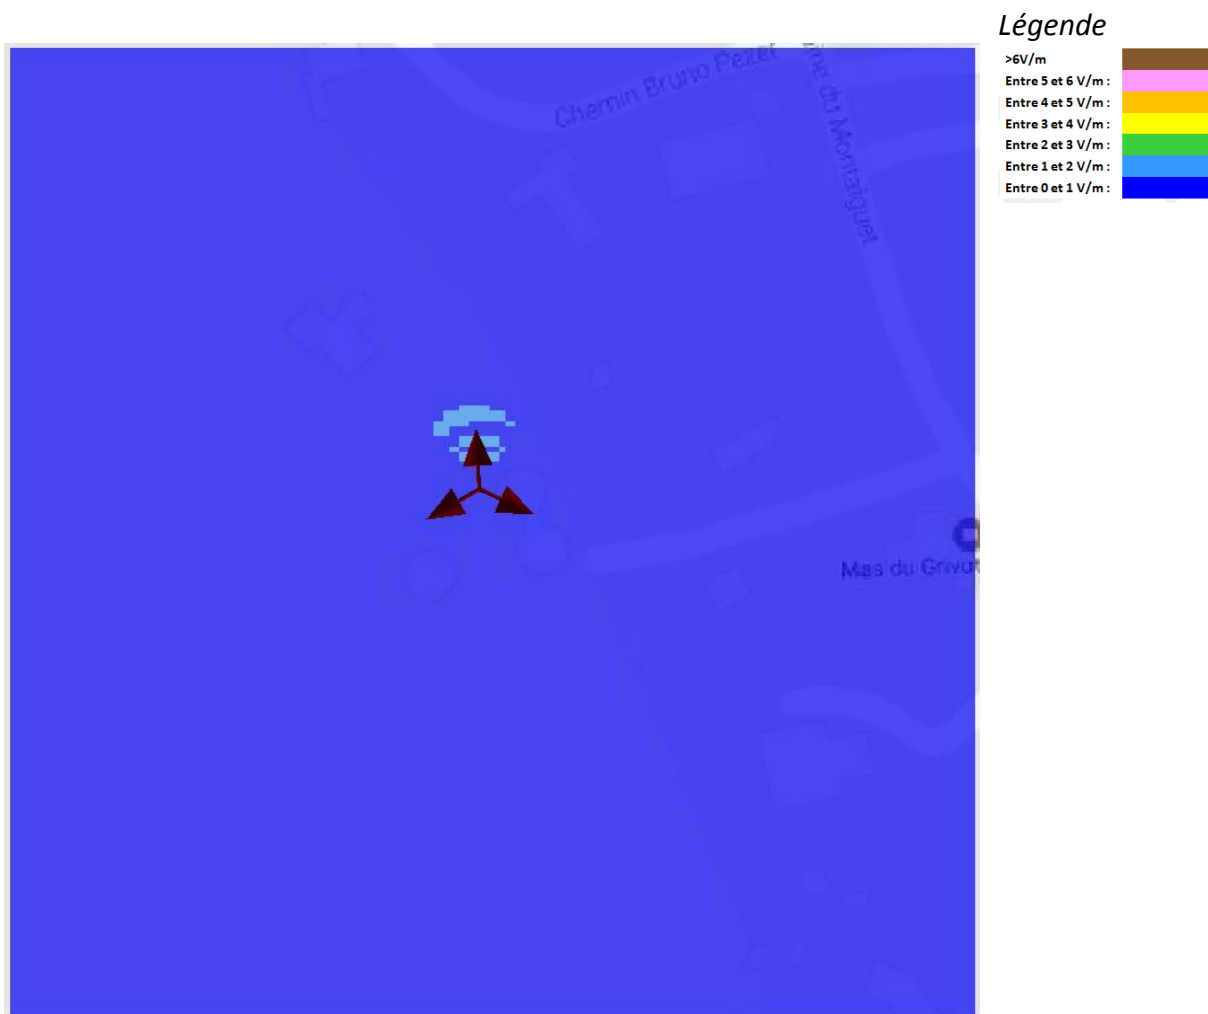 Légende
>6V/m
Entre 5 et 6 V/m :
Entre 4 et 5 V/m :
Entre 3 et 4 V/m :
Entre 2 et 3 V/m :
Entre 1 et 2 V/m :
Entre 0 et 1 V/m :
Chemin Bruno Pezet
du Montaiguet
Mas du